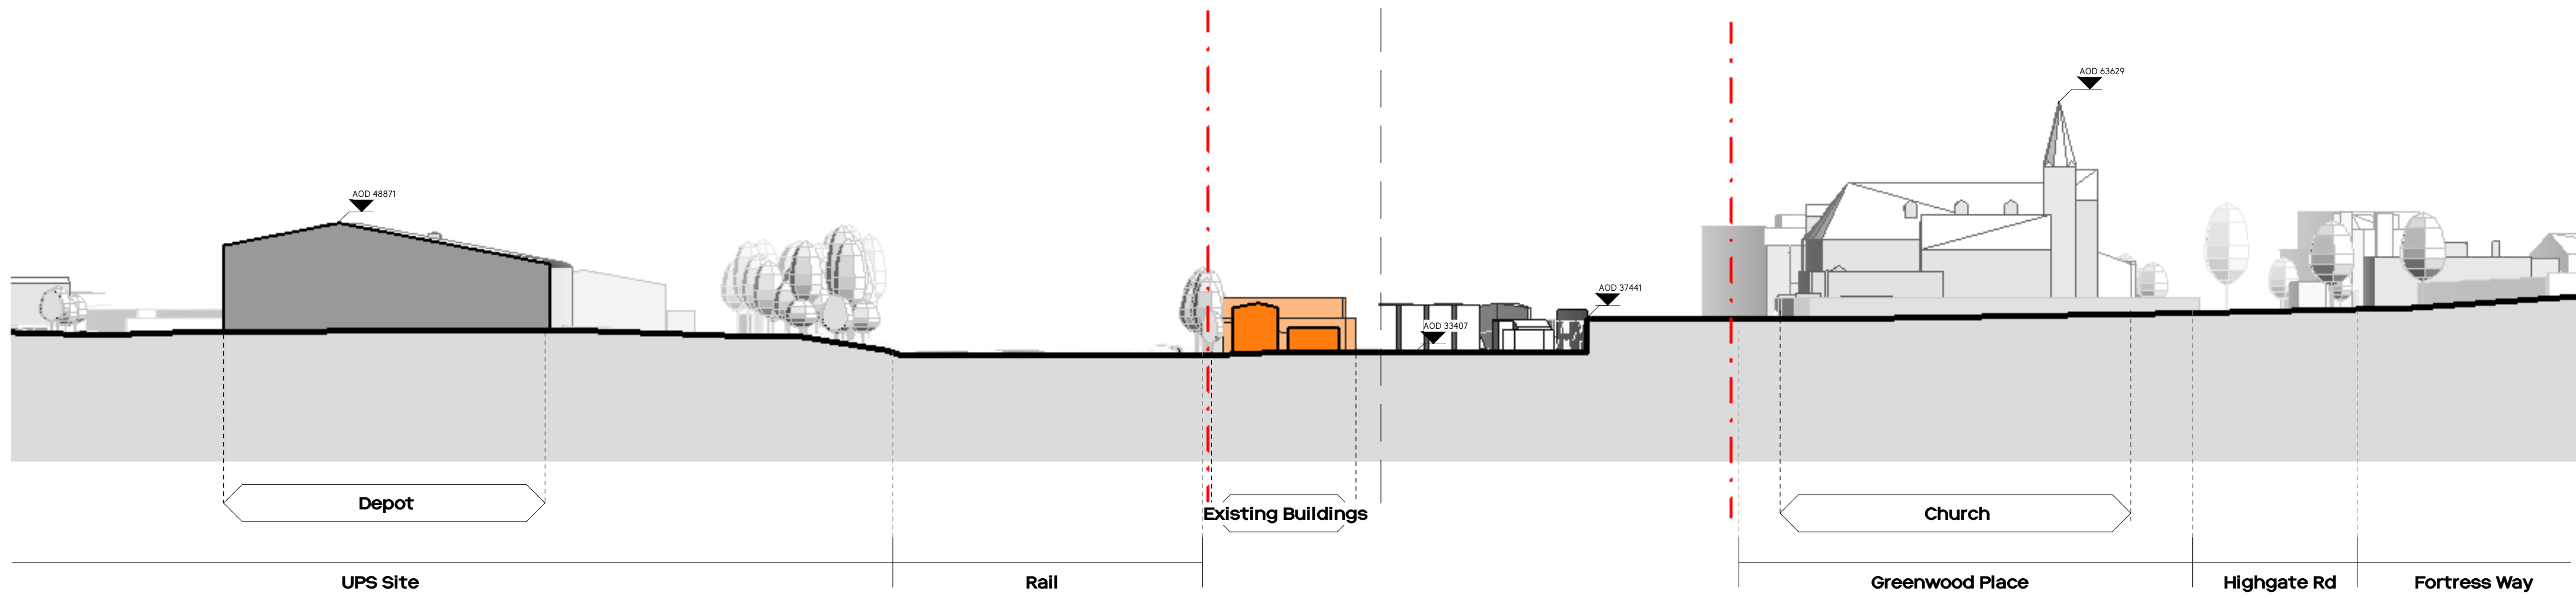 AOD 63629
AOD 48871
AOD 37441
AOD 33407
Depot
Existing Buildings
Church
UPS Site
Rail
Greenwood Place
Highgate Rd
Fortress Way